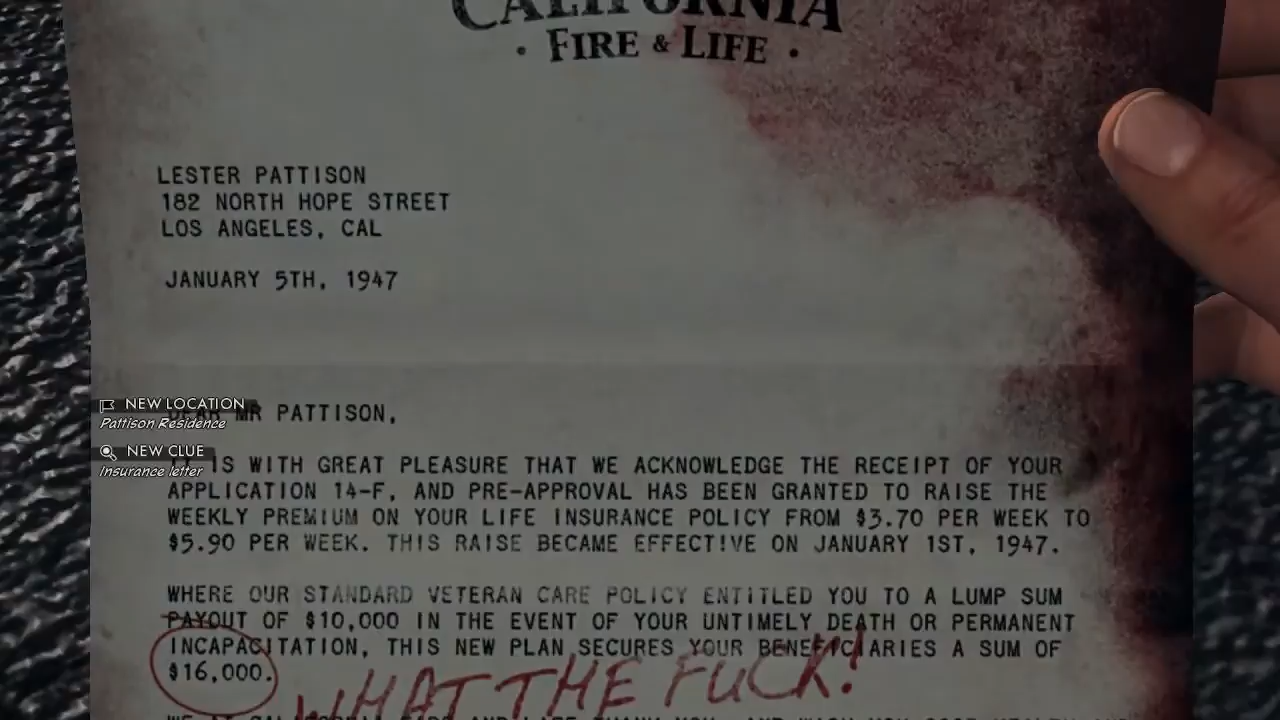 CALIFORNIA
• FIRE & LIFE •
LESTER PATTISON
182 NORTH HOPE STREET
LOS ANGELES, CAL
JANUARY 5TH, 1947
NEW LOCATION
Pattison Residence
DEAR MR PATTISON,
NEW CLUE
Insurance letter
IS WITH GREAT PLEASURE THAT WE ACKNOWLEDGE THE RECEIPT OF YOUR
APPLICATION 14-F, AND PRE-APPROVAL HAS BEEN GRANTED TO RAISE THE
WEEKLY PREMIUM ON YOUR LIFE INSURANCE POLICY FROM $3.70 PER WEEK TO
$5.90 PER WEEK. THIS RAISE BECAME EFFECTIVE ON JANUARY 1ST, 1947.
WHERE OUR STANDARD VETERAN CARE POLICY ENTITLED YOU TO A LUMP SUM
PAYOUT OF $10,000 IN THE EVENT OF YOUR UNTIMELY DEATH OR PERMANENT
INCAPACITATION, THIS NEW PLAN SECURES YOUR BENEFICIARIES A SUM OF
$16,000.
WHAT THE FUCK!